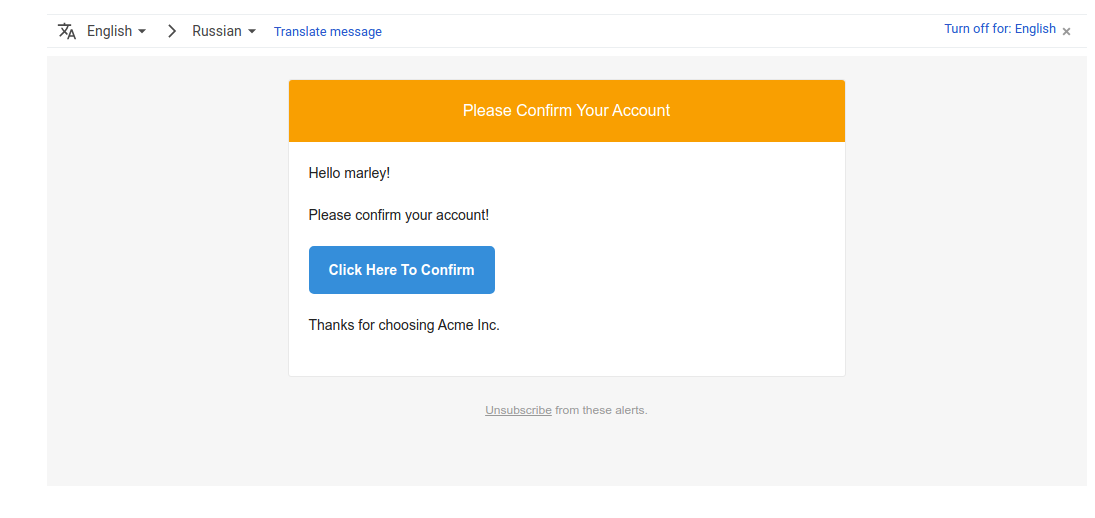 English Russian Translate message Turn off for: English
Please Confirm Your Account
Hello marley!
Please confirm your account!
Click Here To Confirm
Thanks for choosing Acme Inc.
Unsubscribe from these alerts.